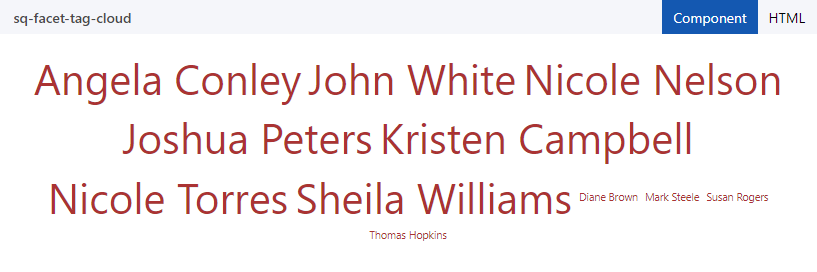 sq-facet-tag-cloud Component HTML
Angela Conley John White Nicole Nelson
Joshua Peters Kristen Campbell
Nicole Torres Sheila Williams Diane Brown Mark Steele Susan Rogers
Thomas Hopkins